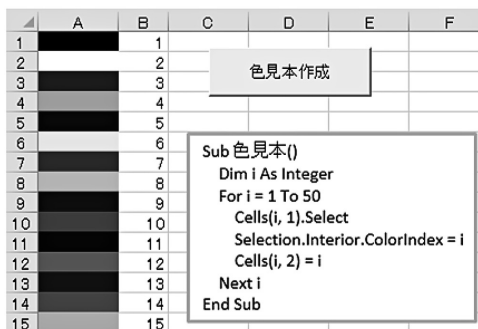 A B C D E F
1 1
2 2
3 3
4 4
5 5
6 6
7 7
8 8
9 9
10 10
11 11
12 12
13 13
14 14
15 15
色見本作成
Sub 色見本()
Dim i As Integer
For i = 1 To 50
Cells(i, 1).Select
Selection.Interior.ColorIndex = i
Cells(i, 2) = i
Next i
End Sub